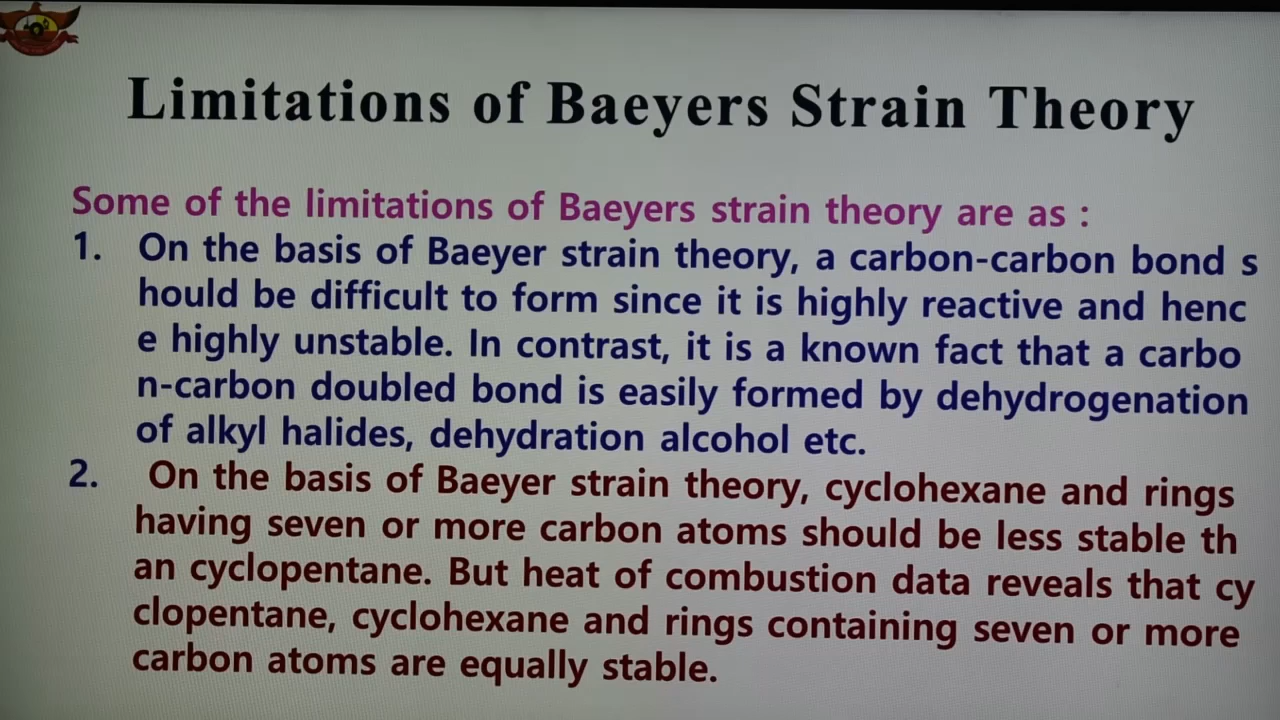 Limitations of Baeyers Strain Theory
Some of the limitations of Baeyers strain theory are as :
1. On the basis of Baeyer strain theory, a carbon-carbon bond s
hould be difficult to form since it is highly reactive and henc
e highly unstable. In contrast, it is a known fact that a carbo
n-carbon doubled bond is easily formed by dehydrogenation
of alkyl halides, dehydration alcohol etc.
2. On the basis of Baeyer strain theory, cyclohexane and rings
having seven or more carbon atoms should be less stable th
an cyclopentane. But heat of combustion data reveals that cy
clopentane, cyclohexane and rings containing seven or more
carbon atoms are equally stable.